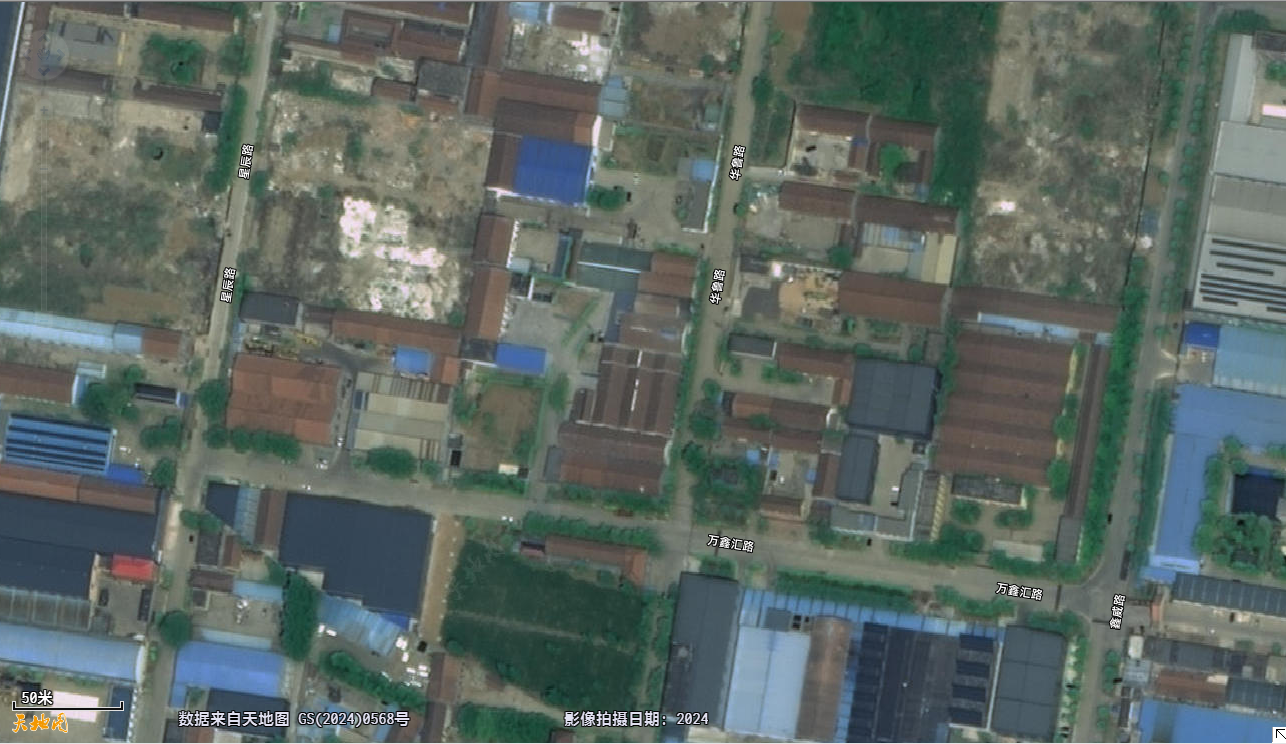 星辰路
华鲁路
星辰路
华鲁路
万鑫汇路
万鑫汇路
鑫威路
50米
天地图
数据来自天地图 GS(2024)0568号
影像拍摄日期: 2024